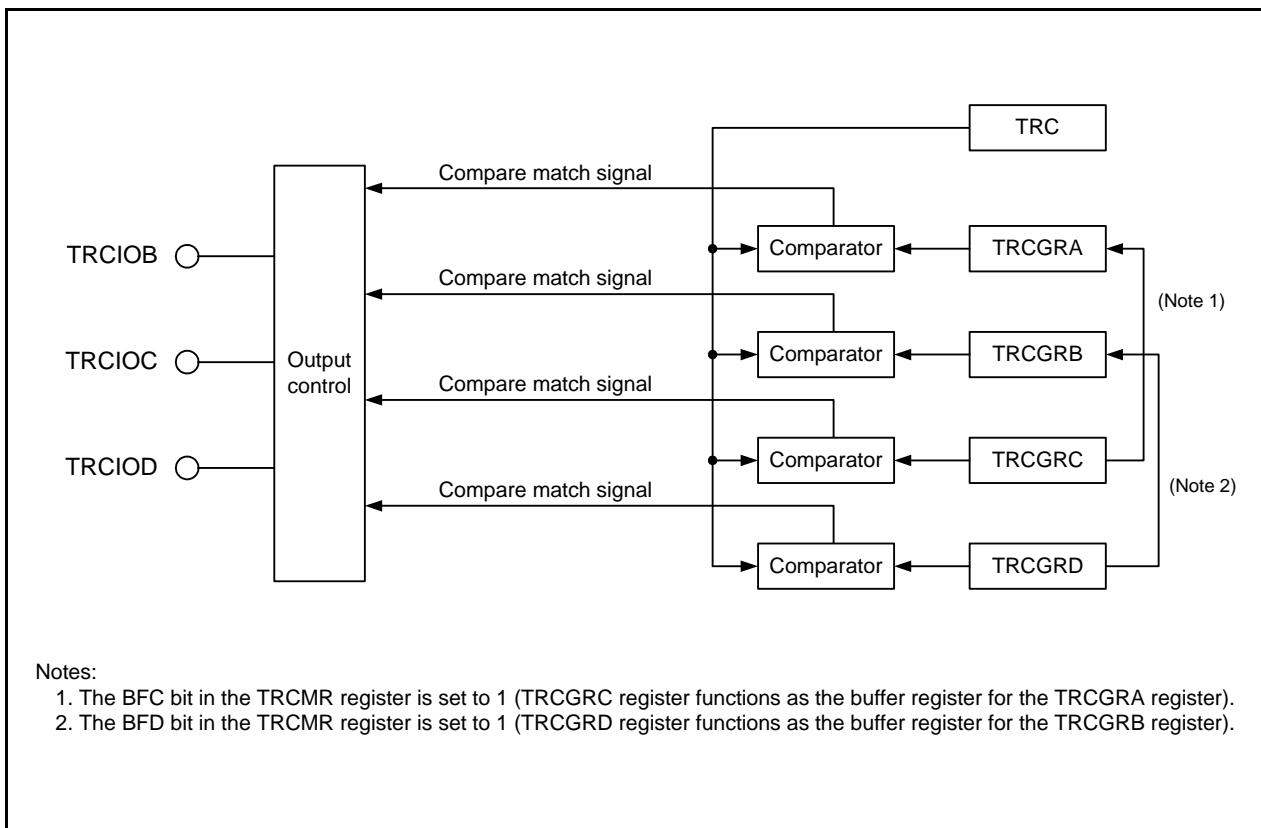 TRC
Compare match signal
Comparator
TRCGRA
TRCIOB
(Note 1)
Compare match signal
Comparator
TRCGRB
TRCIOC
Output
control
Compare match signal
Comparator
TRCGRC
TRCIOD
(Note 2)
Compare match signal
Comparator
TRCGRD
Notes:
1. The BFC bit in the TRCMR register is set to 1 (TRCGRC register functions as the buffer register for the TRCGRA register).
2. The BFD bit in the TRCMR register is set to 1 (TRCGRD register functions as the buffer register for the TRCGRB register).